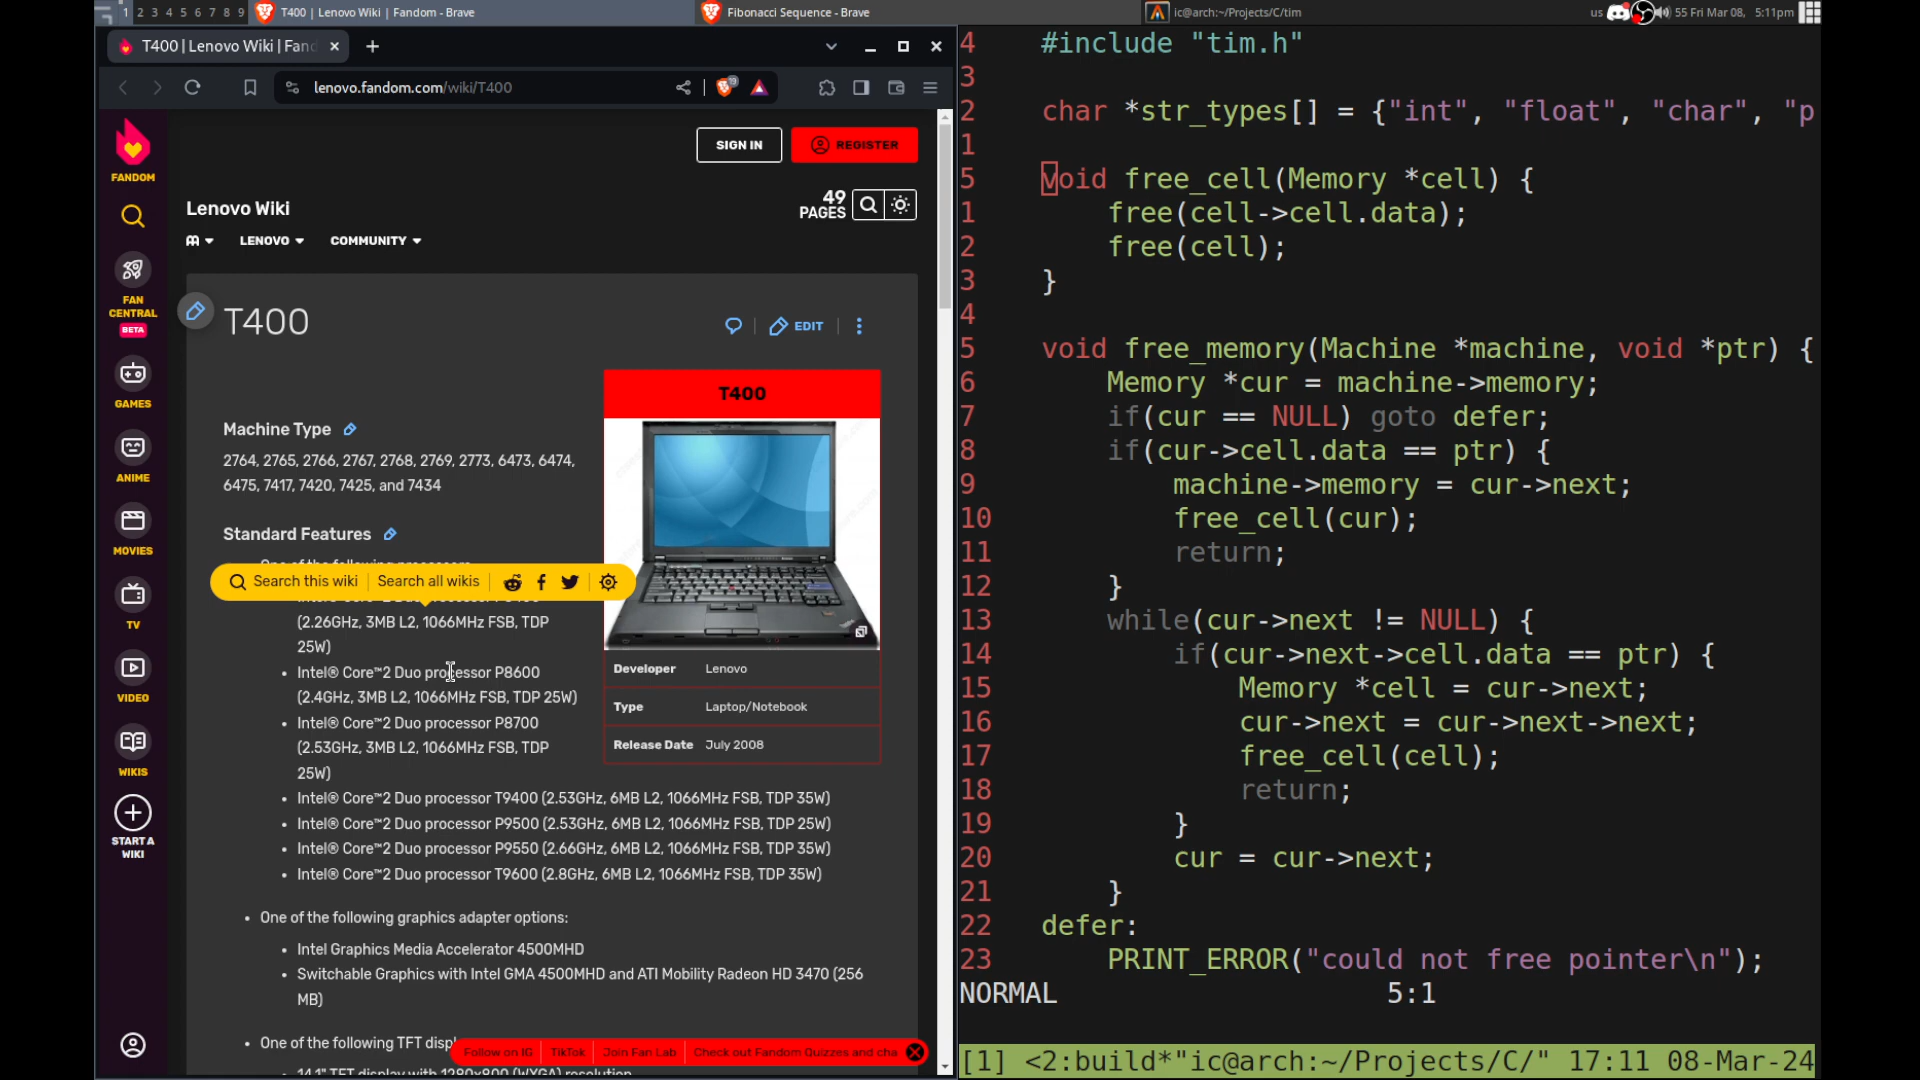 1 2 3 4 5 6 7 8 9 T400 | Lenovo Wiki | Fandom - Brave Fibonacci Sequence - Brave ic@arch:~/Projects/C/tim us 55 Fri Mar 08, 5:11pm
T400 | Lenovo Wiki | Fand
lenovo.fandom.com/wiki/T400
19
SIGN IN REGISTER
FANDOM
Lenovo Wiki
49 PAGES
LENOVO COMMUNITY
FAN CENTRAL
BETA
GAMES
ANIME
MOVIES
TV
VIDEO
WIKIS
START A WIKI
T400
EDIT
T400
Machine Type
2764, 2765, 2766, 2767, 2768, 2769, 2773, 6473, 6474,
6475, 7417, 7420, 7425, and 7434
Standard Features
Search this wiki Search all wikis
(2.26GHz, 3MB L2, 1066MHz FSB, TDP
25W)
• Intel® Core™2 Duo processor P8600
(2.4GHz, 3MB L2, 1066MHz FSB, TDP 25W)
• Intel® Core™2 Duo processor P8700
(2.53GHz, 3MB L2, 1066MHz FSB, TDP
25W)
• Intel® Core™2 Duo processor T9400 (2.53GHz, 6MB L2, 1066MHz FSB, TDP 35W)
• Intel® Core™2 Duo processor P9500 (2.53GHz, 6MB L2, 1066MHz FSB, TDP 25W)
• Intel® Core™2 Duo processor P9550 (2.66GHz, 6MB L2, 1066MHz FSB, TDP 35W)
• Intel® Core™2 Duo processor T9600 (2.8GHz, 6MB L2, 1066MHz FSB, TDP 35W)
Developer Lenovo
Type Laptop/Notebook
Release Date July 2008
• One of the following graphics adapter options:
• Intel Graphics Media Accelerator 4500MHD
• Switchable Graphics with Intel GMA 4500MHD and ATI Mobility Radeon HD 3470 (256
MB)
• One of the following TFT displ
Follow on IG TikTok Join Fan Lab Check out Fandom Quizzes and cha
14.1" TFT display with 1280x800 (WXGA) resolution
4 #include "tim.h"
3
2 char *str_types[] = {"int", "float", "char", "p
1
5 void free_cell(Memory *cell) {
1 free(cell->cell.data);
2 free(cell);
3 }
4
5 void free_memory(Machine *machine, void *ptr) {
6 Memory *cur = machine->memory;
7 if(cur == NULL) goto defer;
8 if(cur->cell.data == ptr) {
9 machine->memory = cur->next;
10 free_cell(cur);
11 return;
12 }
13 while(cur->next != NULL) {
14 if(cur->next->cell.data == ptr) {
15 Memory *cell = cur->next;
16 cur->next = cur->next->next;
17 free_cell(cell);
18 return;
19 }
20 cur = cur->next;
21 }
22 defer:
23 PRINT_ERROR("could not free pointer\n");
NORMAL 5:1
[1] <2:build*"ic@arch:~/Projects/C/" 17:11 08-Mar-24